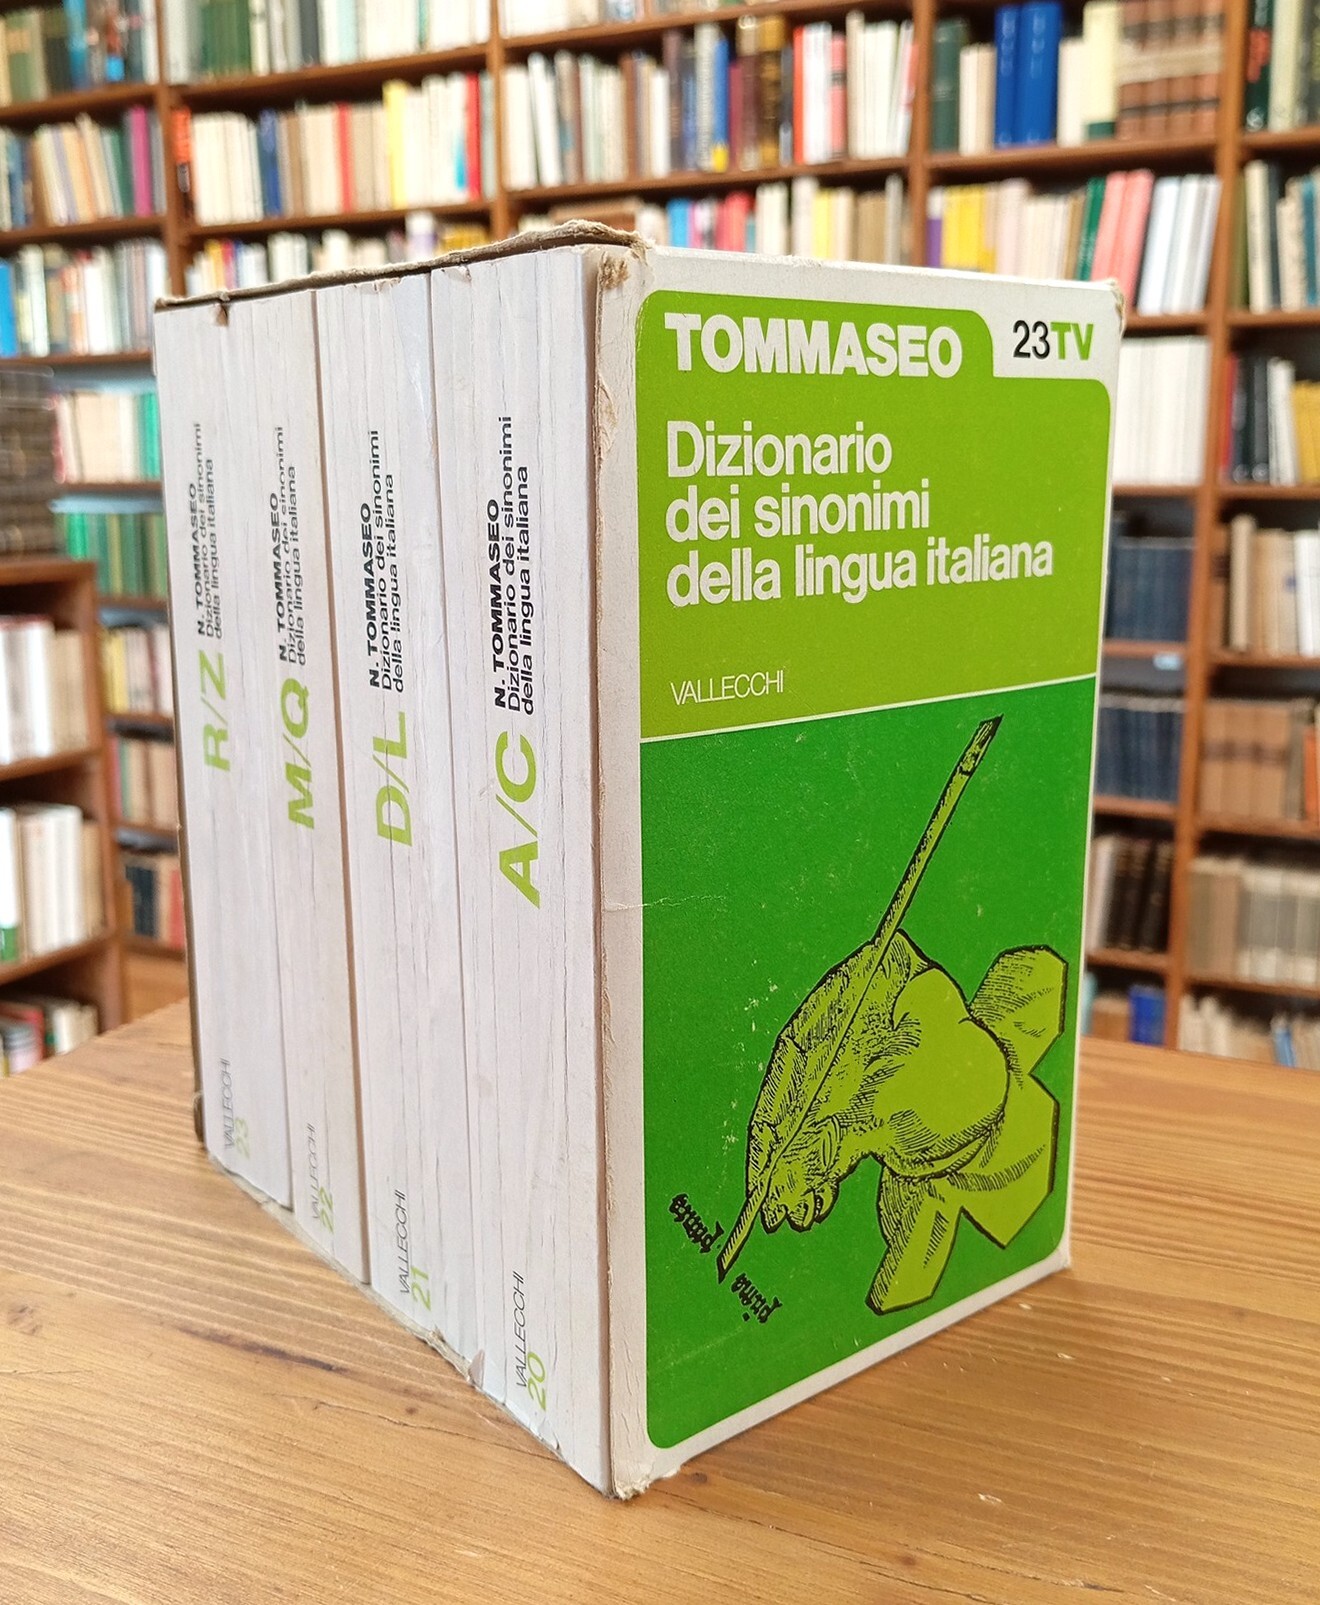 TOMMASEO
23TV
Dizionario
dei sinonimi
della lingua italiana
VALLECCHI
N. TOMMASEO
Dizionario dei sinonimi
della lingua italiana
R/Z
VALLECCHI
23
N. TOMMASEO
Dizionario dei sinonimi
della lingua italiana
M/Q
VALLECCHI
22
N. TOMMASEO
Dizionario dei sinonimi
della lingua italiana
D/L
VALLECCHI
21
N. TOMMASEO
Dizionario dei sinonimi
della lingua italiana
A/C
VALLECCHI
20